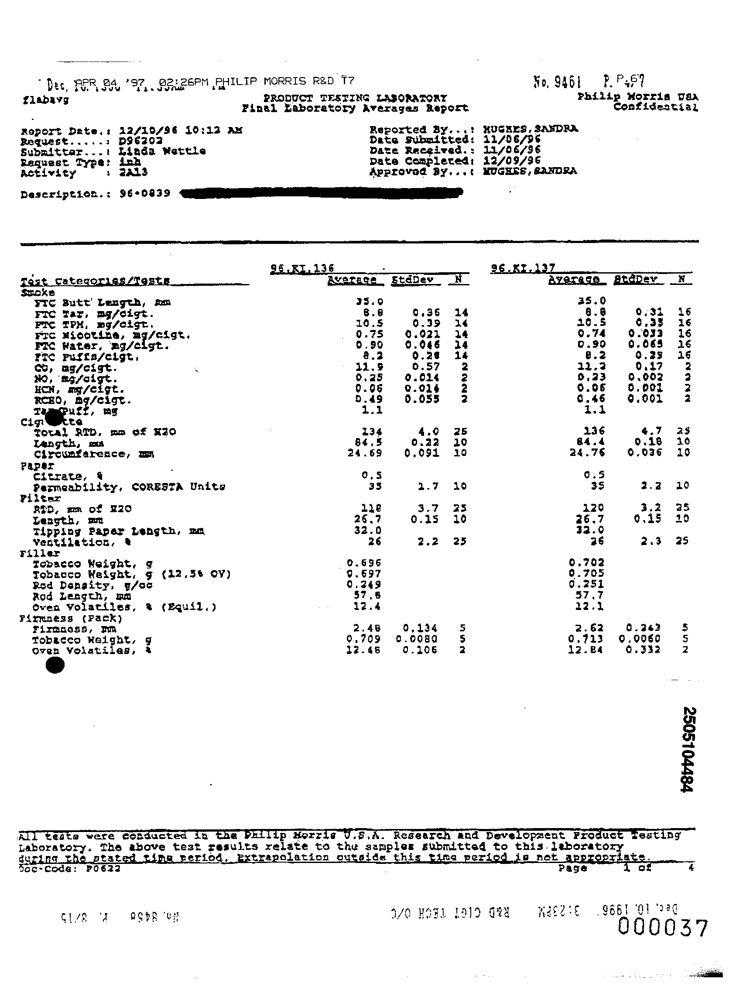 APR 04 '97 02:26PM PHILIP MORRIS R&D T7 No. 9461 P. P.6/7
flabavg PRODUCT TESTING LABORATORY Philip Morris USA
Final Laboratory Averages Report Confidential
Report Date.: 12/10/96 10:12 AM Reported By...: HUGHES,SANDRA
Request.....: D96202 Date Submitted: 11/06/96
Submitter...: Linda Wattle Date Received.: 11/06/96
Request Type: inh Date Completed: 12/09/96
Activity : 2A13 Approved By...: HUGHES,SANDRA
Description.: 96-0839
96.KI.136 96.KI.137
Test Categories/Tests Average StdDev N Average StdDev N
Smoke
FTC Butt Length, mm 35.0 35.0
FTC Tar, mg/cigt. 8.8 0.36 14 8.8 0.31 16
FTC TPM, mg/cigt. 10.5 0.39 14 10.5 0.35 16
FTC Nicotine, mg/cigt. 0.75 0.021 14 0.74 0.033 16
FTC Water, mg/cigt. 0.90 0.046 14 0.90 0.065 16
FTC Puffs/cigt. 8.2 0.28 14 8.2 0.29 16
CO, mg/cigt. 11.9 0.57 2 11.3 0.17 2
NO, mg/cigt. 0.25 0.014 2 0.23 0.002 2
HCN, mg/cigt. 0.06 0.014 2 0.06 0.001 2
RCHO, mg/cigt. 0.49 0.055 2 0.46 0.001 2
Puff, mg 1.1 1.1
Total RTD, mm of H2O 134 4.0 25 136 4.7 25
Length, mm 84.5 0.22 10 84.4 0.18 10
Circumference, mm 24.69 0.091 10 24.76 0.036 10
Paper
Citrate, % 0.5 0.5
Permeability, CORESTA Units 35 1.7 10 35 2.2 10
Filter
RTD, mm of H2O 118 3.7 25 120 3.2 25
Length, mm 26.7 0.15 10 26.7 0.15 10
Tipping Paper Length, mm 32.0 32.0
Ventilation, % 26 2.2 25 26 2.3 25
Filler
Tobacco Weight, g 0.696 0.702
Tobacco Weight, g (12.5% OV) 0.697 0.705
Rod Density, g/cc 0.249 0.251
Rod Length, mm 57.8 57.7
Oven Volatiles, % (Equil.) 12.4 12.1
Firmness (Pack)
Firmness, mm 2.48 0.134 5 2.62 0.243 5
Tobacco Weight, g 0.709 0.0080 5 0.713 0.0060 5
Oven Volatiles, % 12.48 0.106 2 12.84 0.332 2
2505104484
All tests were conducted in the Philip Morris U.S.A. Research and Development Product Testing
Laboratory. The above test results relate to the samples submitted to this laboratory
during the stated time period. Extrapolation outside this time period is not appropriate.
Doc-Code: P0622 Page 1 of 4
Dec. 10. 1996 3:23PM R&D CIGT TECH O/C No. 8458 P. 8/15
000037